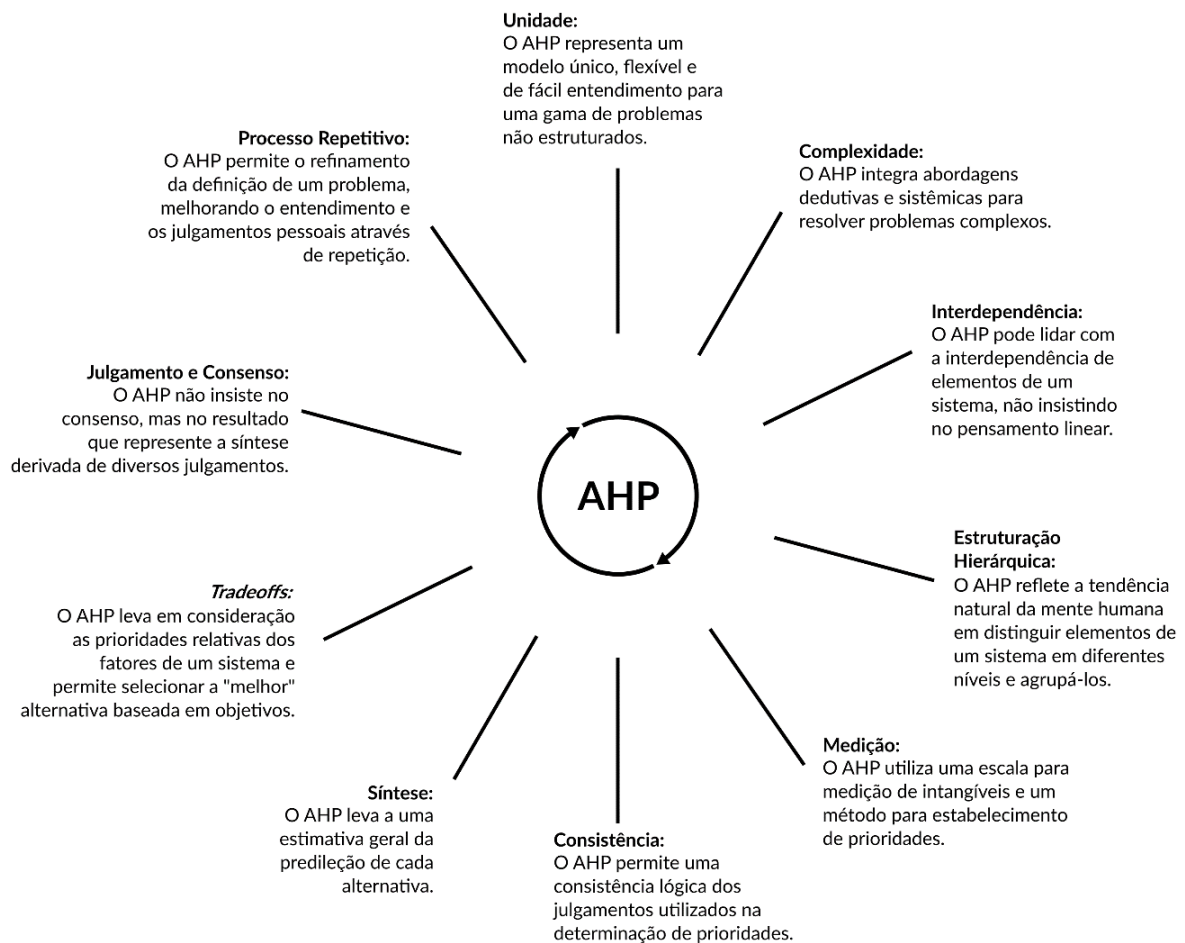 Unidade:
O AHP representa um
modelo único, flexível e
de fácil entendimento para
uma gama de problemas
não estruturados.
Complexidade:
O AHP integra abordagens
dedutivas e sistêmicas para
resolver problemas complexos.
Interdependência:
O AHP pode lidar com
a interdependência de
elementos de um
sistema, não insistindo
no pensamento linear.
Estruturação
Hierárquica:
O AHP reflete a tendência
natural da mente humana
em distinguir elementos de
um sistema em diferentes
níveis e agrupá-los.
Medição:
O AHP utiliza uma escala para
medição de intangíveis e um
método para estabelecimento
de prioridades.
Consistência:
O AHP permite uma
consistência lógica dos
julgamentos utilizados na
determinação de prioridades.
Síntese:
O AHP leva a uma
estimativa geral da
predileção de cada
alternativa.
Tradeoffs:
O AHP leva em consideração
as prioridades relativas dos
fatores de um sistema e
permite selecionar a "melhor"
alternativa baseada em objetivos.
Julgamento e Consenso:
O AHP não insiste no
consenso, mas no resultado
que represente a síntese
derivada de diversos julgamentos.
Processo Repetitivo:
O AHP permite o refinamento
da definição de um problema,
melhorando o entendimento e
os julgamentos pessoais através
de repetição.
AHP